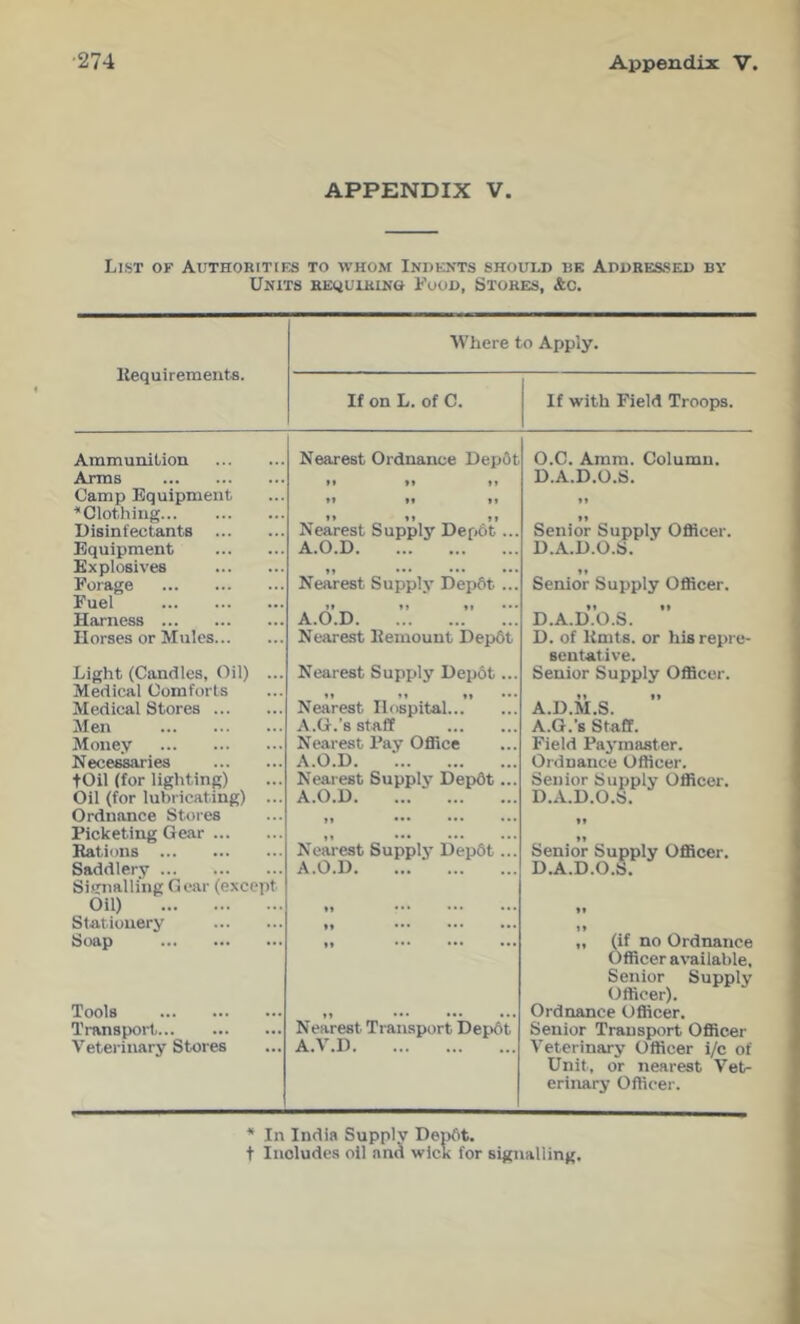 274 Appendix V.
APPENDIX V.
LIST OF AUTHORITIES TO WHOM INDENTS SHOULD BE ADDRESSED BY
UNITS REQUIRING FOOD, STORES, &C.
Requirements. Where to Apply.
If on L. of C. If with Field Troops.
Ammunition ... ... Nearest Ordnance Depôt O.C. Amm. Column.
Arms ... ... ... „ „ „ D.A.D.O.S.
Camp Equipment ... „ „ „ „
*Clothing... ... ... „ „ „ „
Disinfectants ... ... Nearest Supply Depôt ... Senior Supply Officer.
Equipment ... ... A.O.D. ... ... ... D.A.D.O.S.
Explosives ... ... „ ... ... ... „
Forage ... ... ... Nearest Supply Depôt ... Senior Supply Officer.
Fuel ... ... ... „ „ „ ... „ „
Harness ... ... ... A.O.D. ... ... ... D.A.D.O.S.
Horses or Mules... ... Nearest Remount Depôt D. of Rmts. or his repre-
sentative.
Light (Candles, Oil) ... Nearest Supply Depôt ... Senior Supply Officer.
Medical Comforts ... „ „ „ ... „ „
Medical Stores ... ... Nearest Hospital... ... A.D.M.S.
Men ... ... ... A.G.'s staff ... ... A.G.'s Staff.
Money ... ... ... Nearest Pay Office ... Field Paymaster.
Necessaries ... ... A.O.D. ... ... ... Ordnance Officer.
†Oil (for lighting) ... Nearest Supply Depôt ... Senior Supply Officer.
Oil (for lubricating) ... A.O.D. ... ... ... D.A.D.O.S.
Ordnance Stores ... „ ... ... ... „
Picketing Gear ... ... „ ... ... ... „
Rations ... ... ... Nearest Supply Depôt ... Senior Supply Officer.
Saddlery ... ... ... A.O.D. ... ... ... D.A.D.O.S.
Signalling Gear (except
Oil) ... ... ... „ ... ... ... „
Stationery ... ... „ ... ... ... „
Soap ... ... ... „ ... ... ... „ (if no Ordnance
Officer available,
Senior Supply
Officer).
Tools ... ... ... „ ... ... ... Ordnance Officer.
Transport... ... ... Nearest Transport Depôt Senior Transport Officer
Veterinary Stores ... A.V.D. ... ... ... Veterinary Officer i/c of
Unit, or nearest Vet-
erinary Officer.
* In India Supply Depôt.
† Includes oil and wick for signalling.